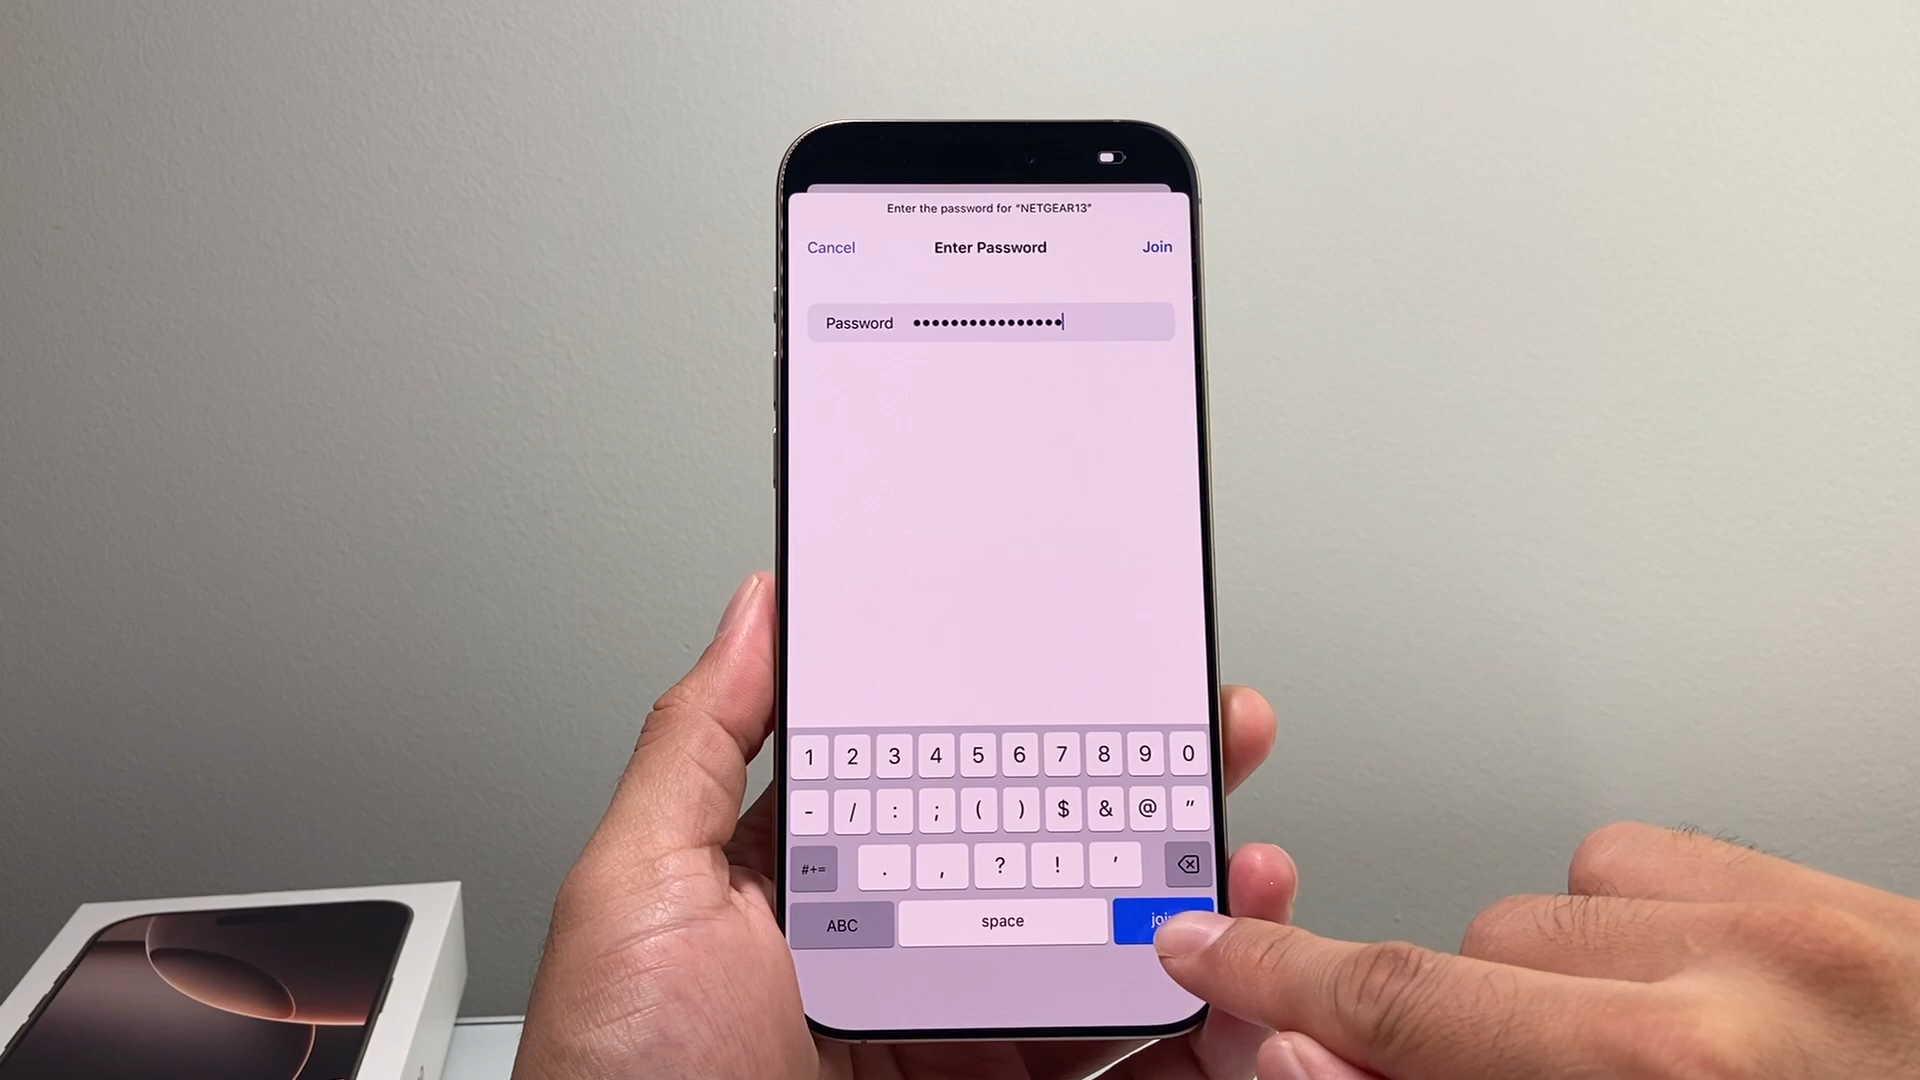 Enter the password for “NETGEAR13”
Cancel Enter Password Join
Password ••••••••••••••••
1 2 3 4 5 6 7 8 9 0
- / : ; ( ) $ & @ "
#+= . , ? ! '
ABC space